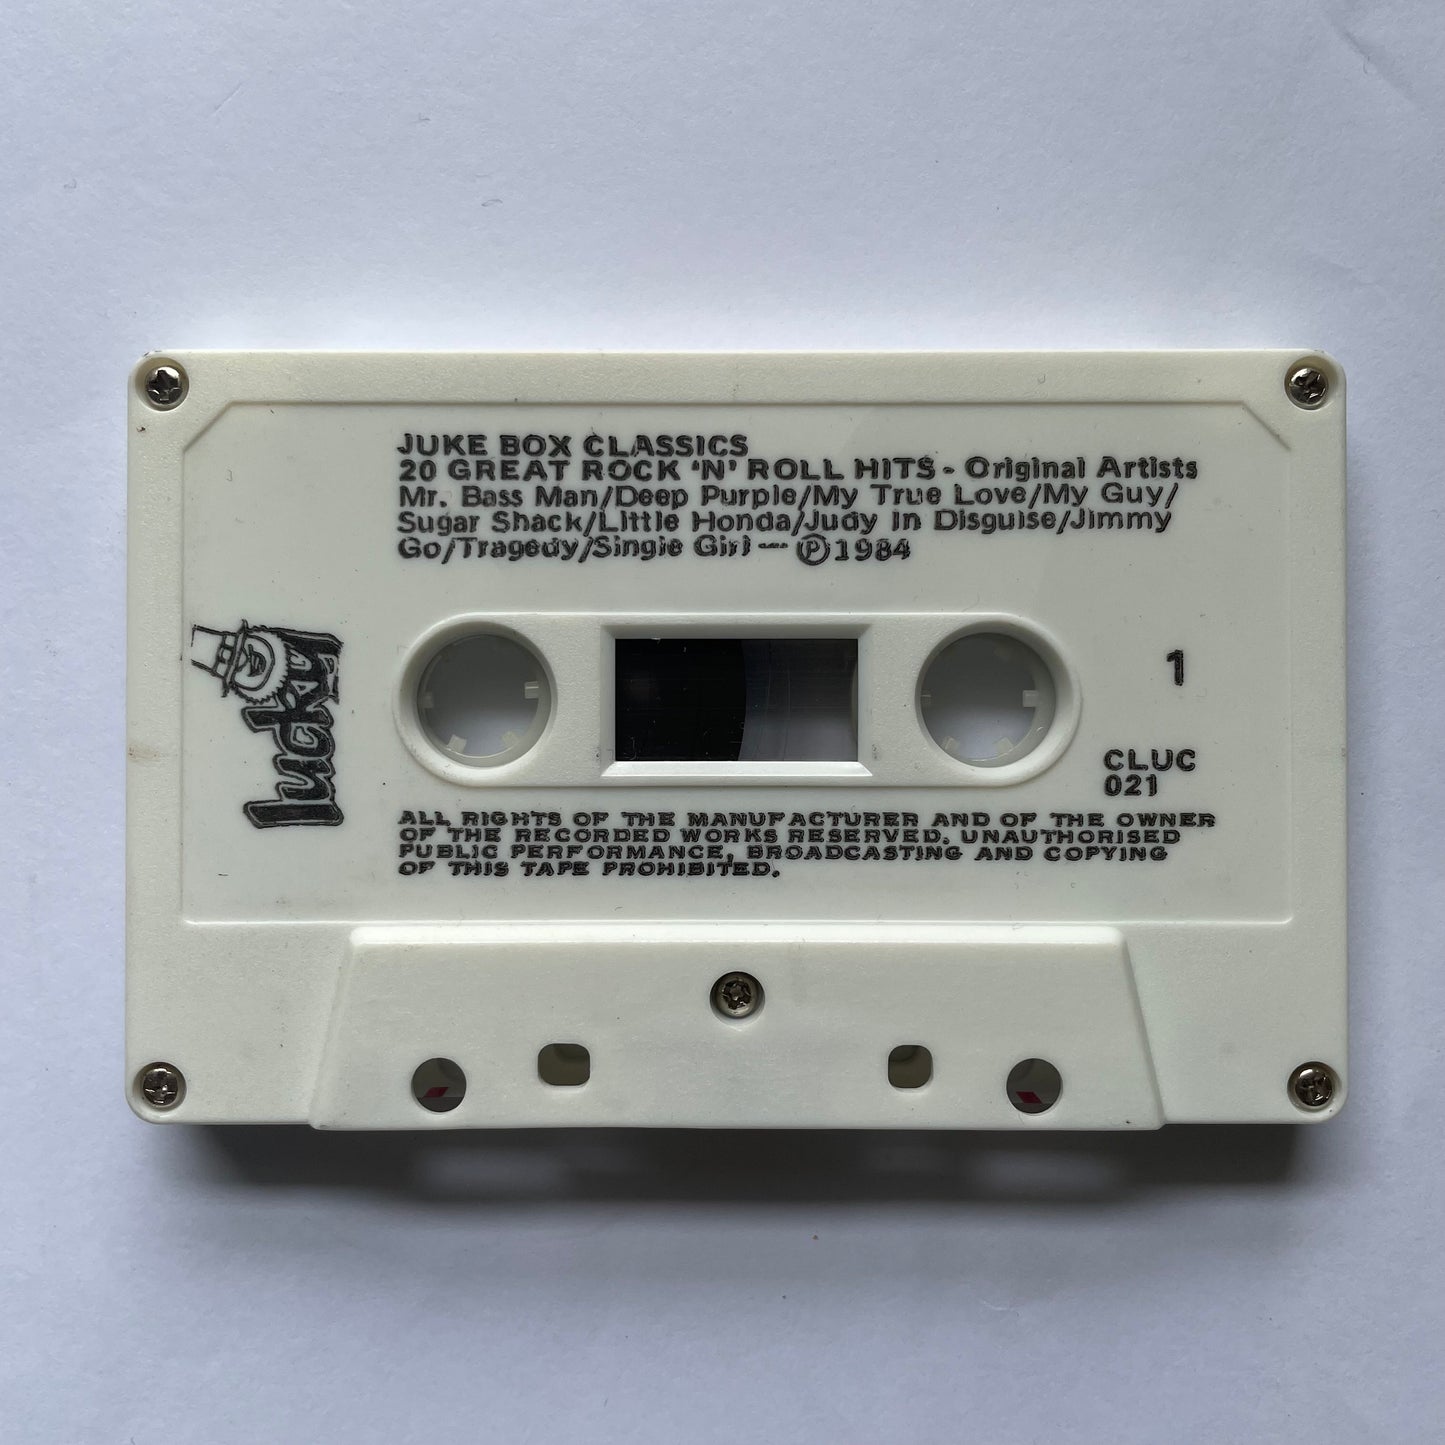 JUKE BOX CLASSICS
20 GREAT ROCK 'N' ROLL HITS - Original Artists
Mr. Bass Man/Deep Purple/My True Love/My Guy/
Sugar Shack/Little Honda/Judy In Disguise/Jimmy
Go/Tragedy/Single Girl — Ⓟ 1984
lucky
1
CLUC
021
ALL RIGHTS OF THE MANUFACTURER AND OF THE OWNER
OF THE RECORDED WORKS RESERVED. UNAUTHORISED
PUBLIC PERFORMANCE, BROADCASTING AND COPYING
OF THIS TAPE PROHIBITED.